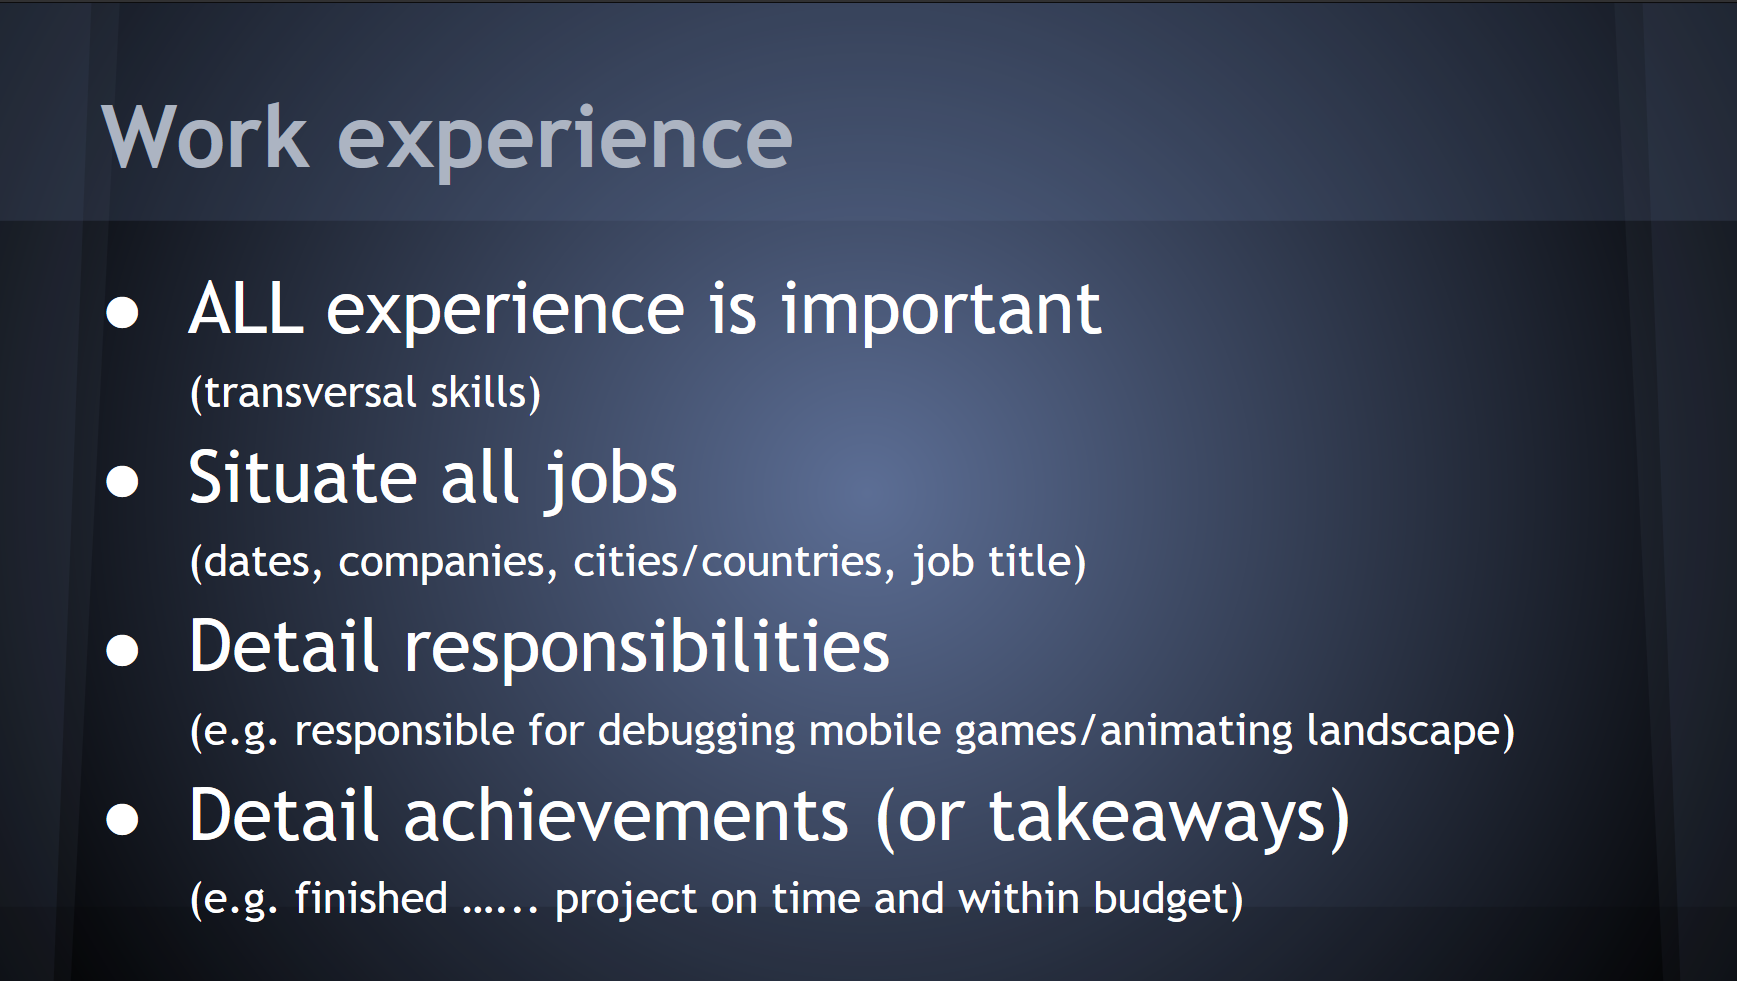 Work experience
● ALL experience is important
(transversal skills)
● Situate all jobs
(dates, companies, cities/countries, job title)
● Detail responsibilities
(e.g. responsible for debugging mobile games/animating landscape)
● Detail achievements (or takeaways)
(e.g. finished …... project on time and within budget)